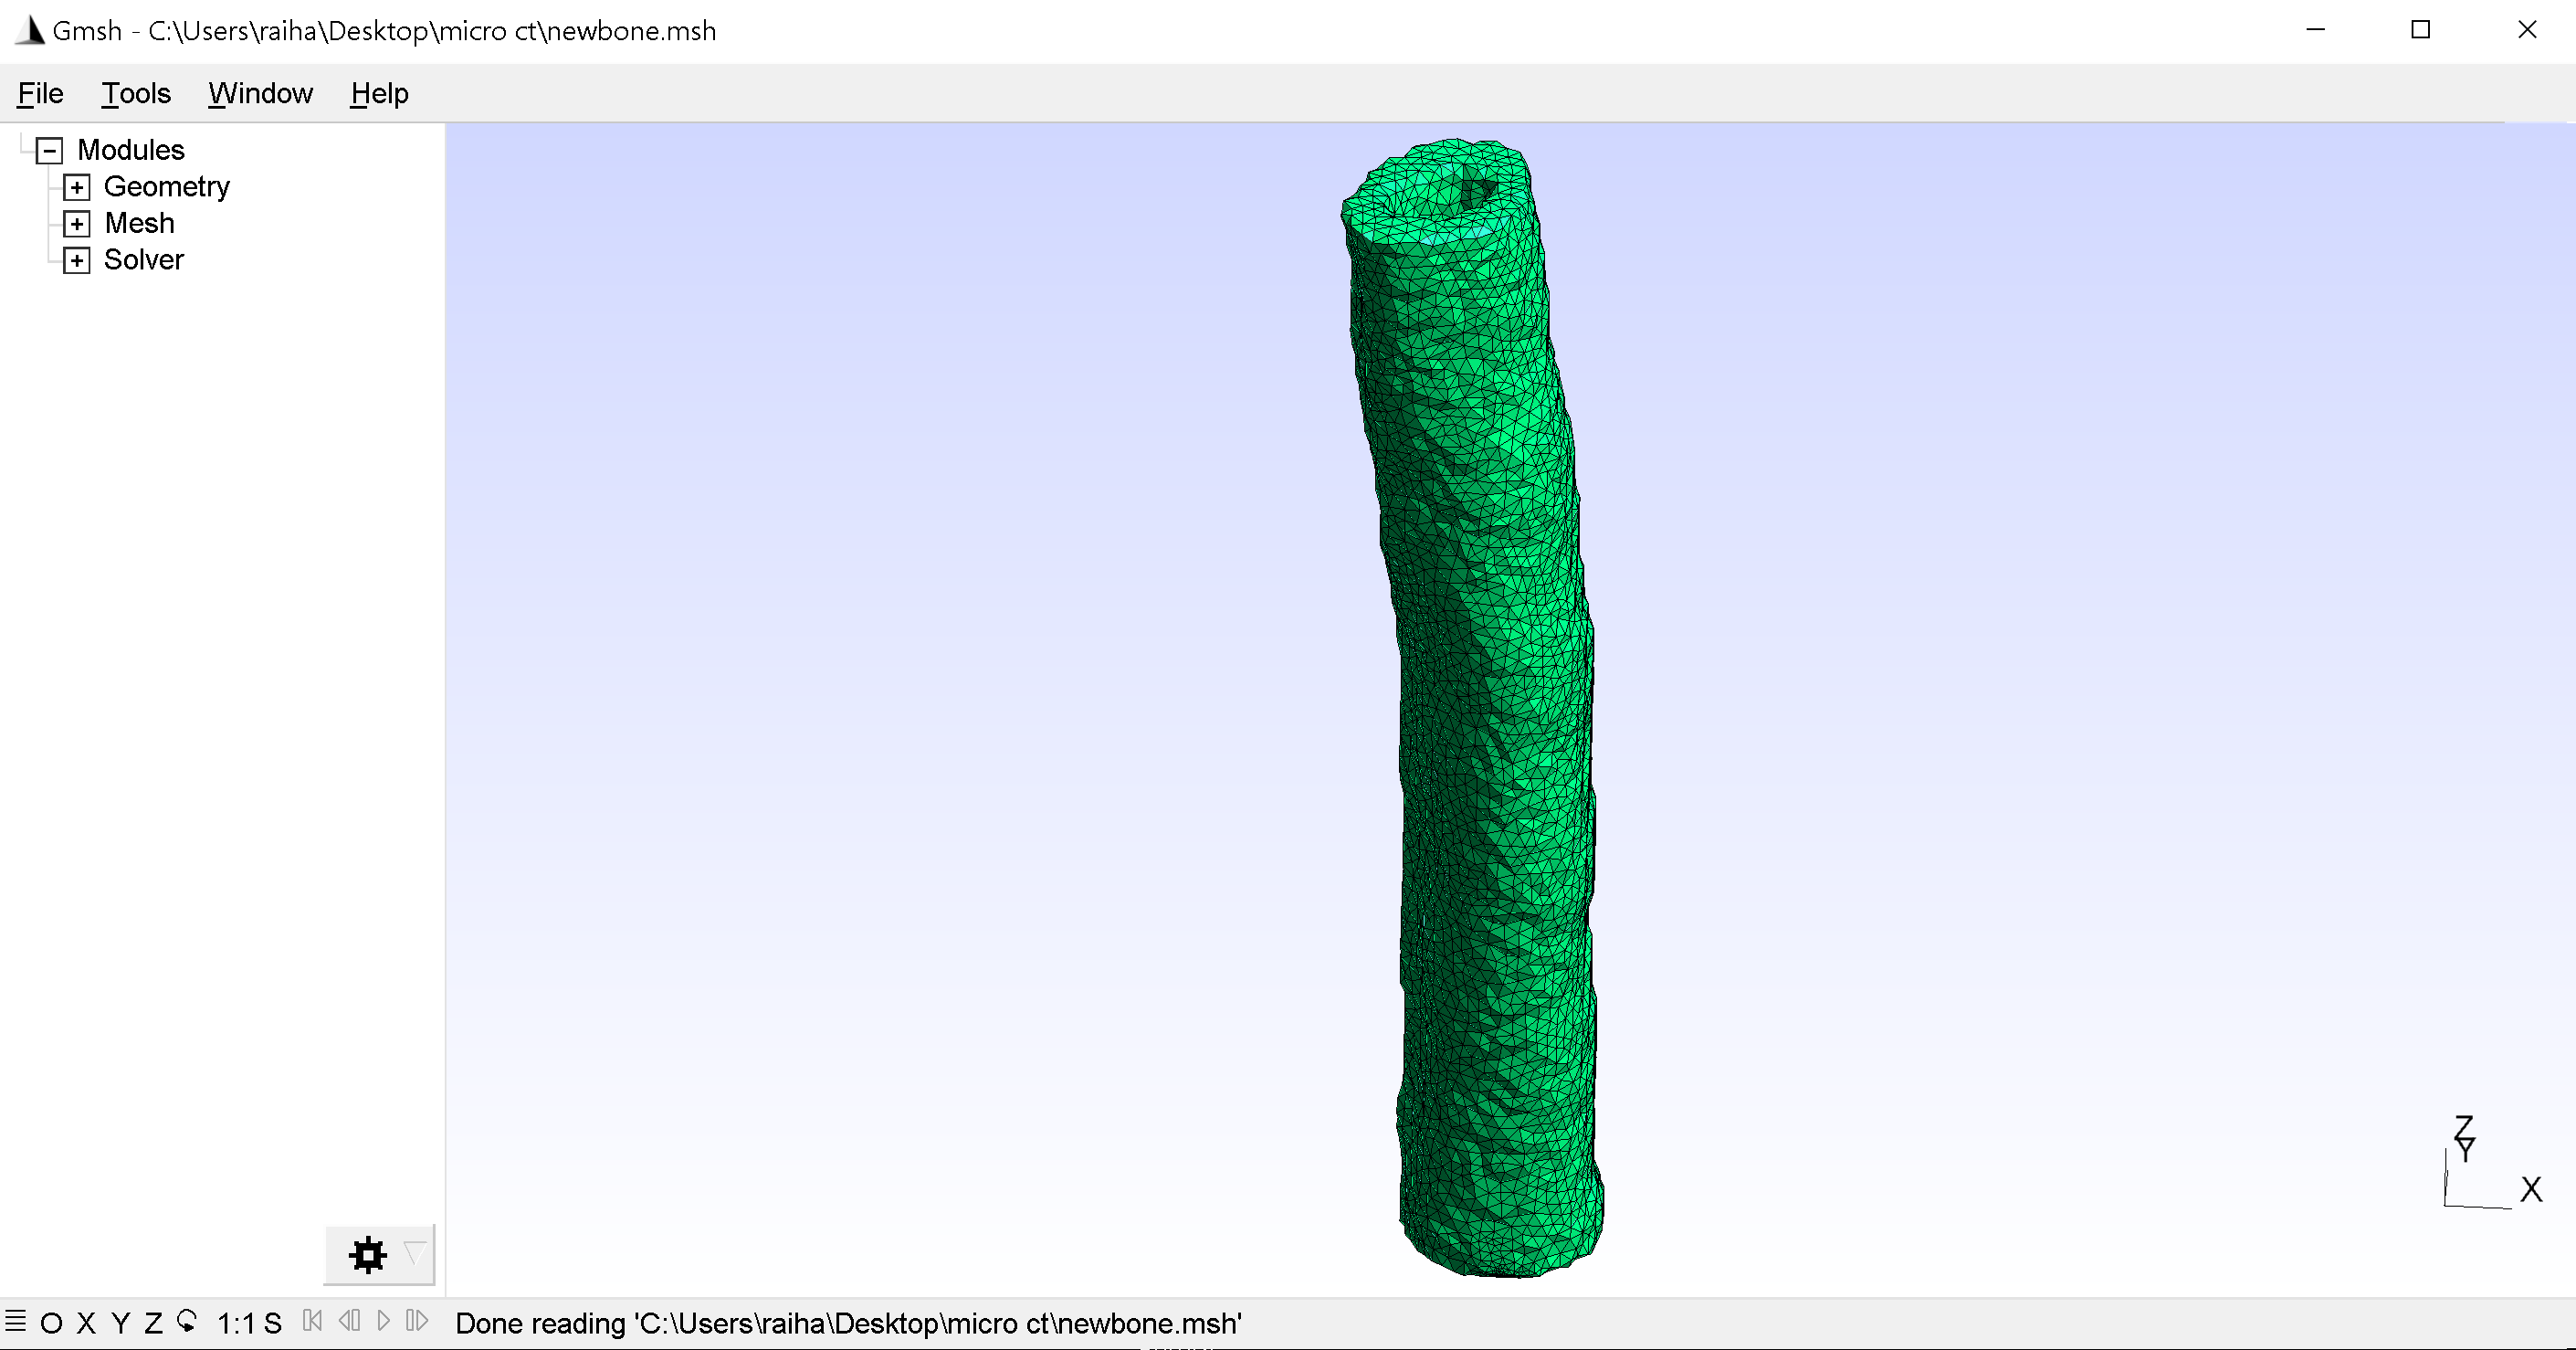 Gmsh - C:\Users\raiha\Desktop\micro ct\newbone.msh
File Tools Window Help
Modules
Geometry
Mesh
Solver
Z
Y
X
O X Y Z 1:1 S Done reading 'C:\Users\raiha\Desktop\micro ct\newbone.msh'